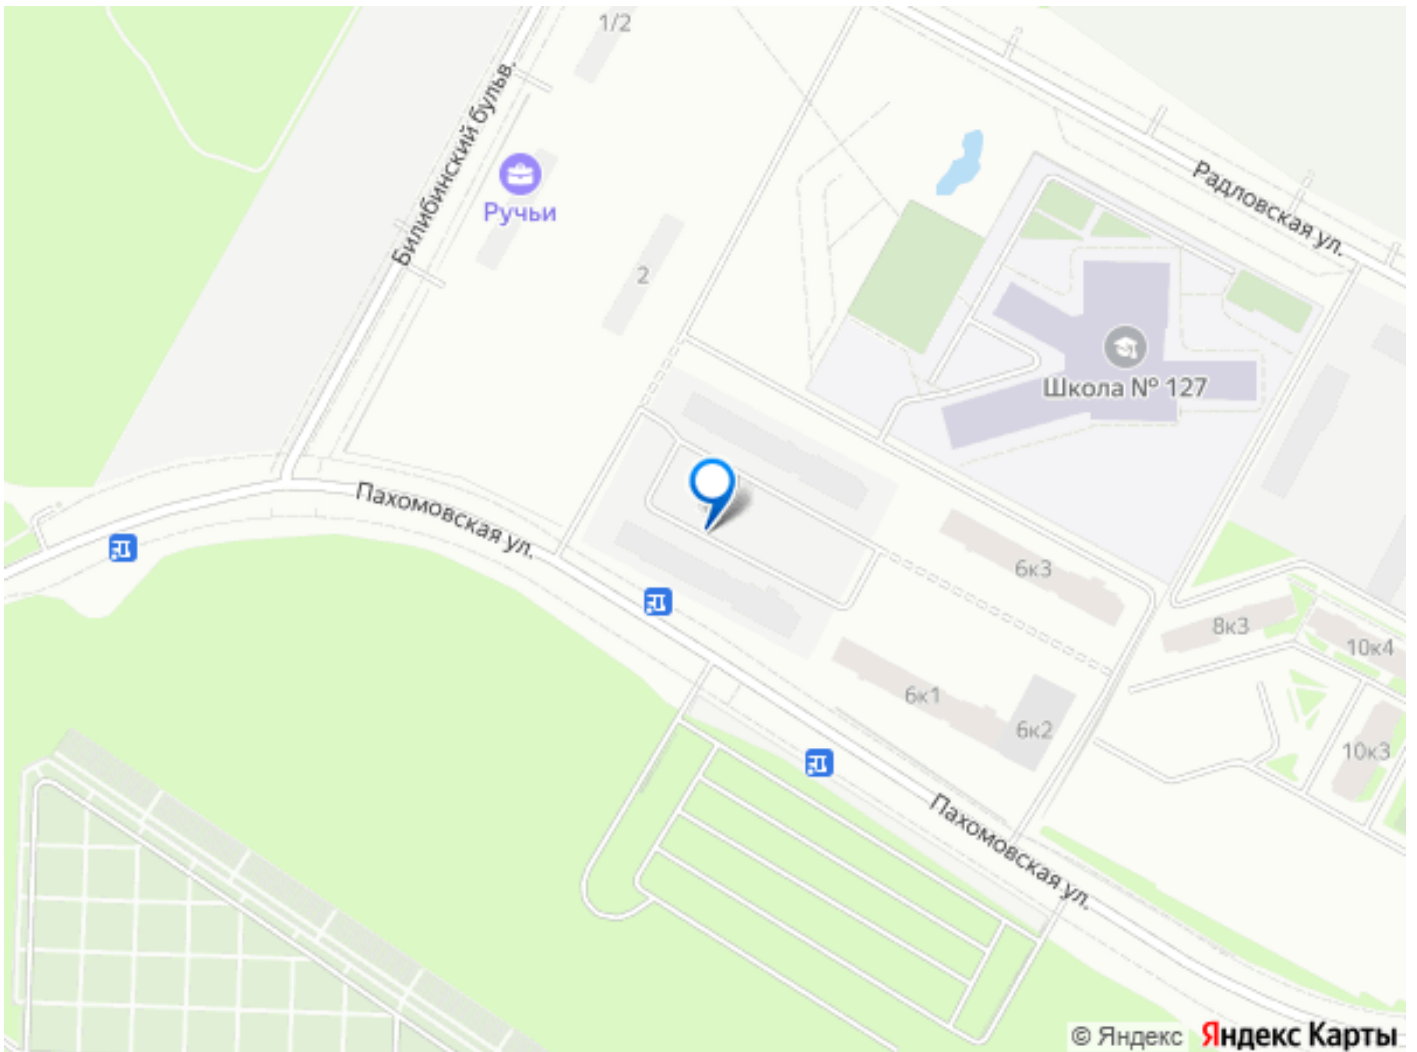 1/2
Билибинский бульв.
Радловская ул.
Ручьи
2
Школа № 127
Пахомовская ул.
6к3
8к3
10к4
6к1
6к2
10к3
Пахомовская ул.
© Яндекс Яндекс Карты